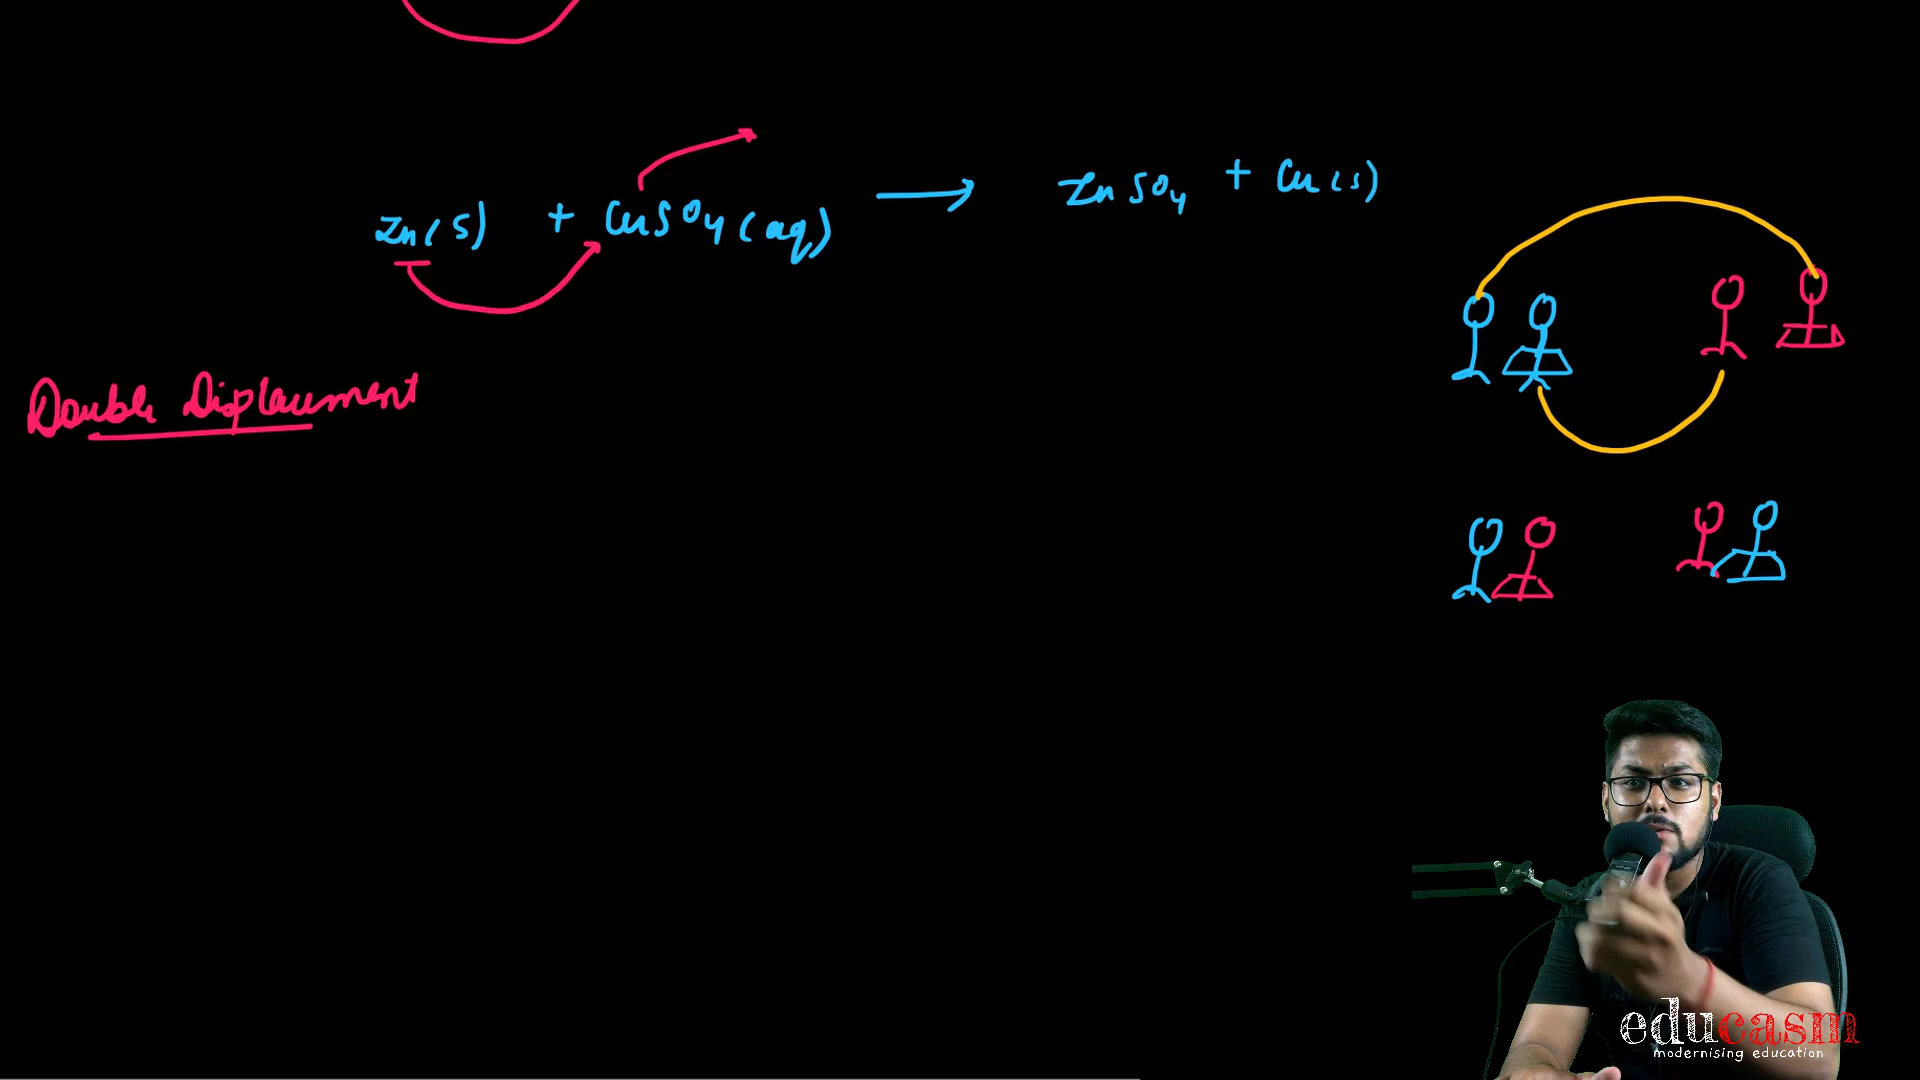 Zn(s) + CuSO4(aq) → ZnSO4 + Cu(s)
Double Displacement
educasm
modernising education